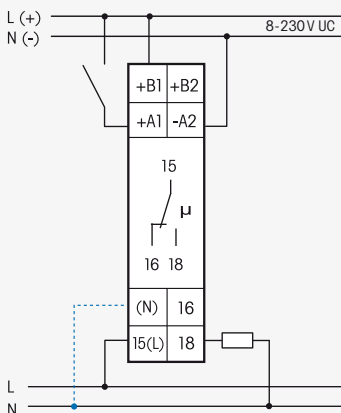 L (+)
8-230 V UC
N (-)
+B1 +B2
+A1 -A2
15
µ
16 18
(N) 16
15(L) 18
L
N